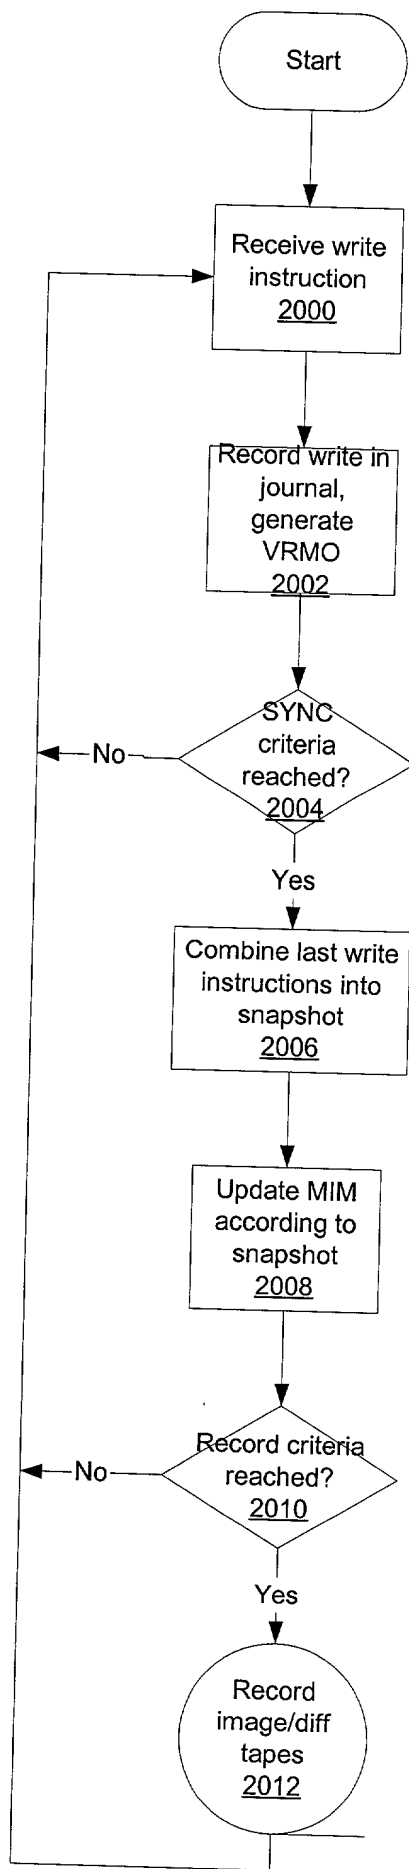 Start
Receive write
instruction
2000
Record write in
journal,
generate
VRMO
2002
SYNC
criteria
reached?
2004
No
Yes
Combine last write
instructions into
snapshot
2006
Update MIM
according to
snapshot
2008
Record criteria
reached?
2010
No
Yes
Record
image/diff
tapes
2012